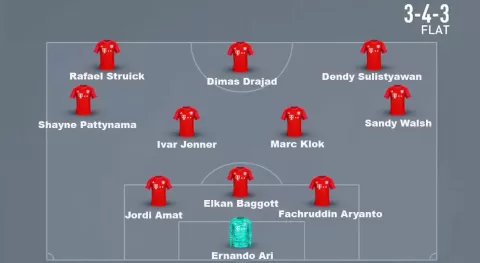 3-4-3
FLAT
Rafael Struick
Dimas Drajad
Dendy Sulistyawan
Shayne Pattynama
Ivar Jenner
Marc Klok
Sandy Walsh
Jordi Amat
Elkan Baggott
Fachruddin Aryanto
Ernando Ari